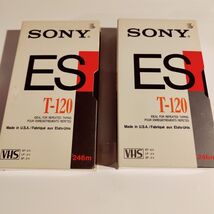 SONY
ES
T-120
IDEAL FOR REPEATED TAPING
POUR ENREGISTREMENTS RÉPÉTÉS
Made in U.S.A./Fabriqué aux États-Unis
VHS
246m
SONY
ES
T-120
IDEAL FOR REPEATED TAPING
POUR ENREGISTREMENTS RÉPÉTÉS
Made in U.S.A./Fabriqué aux États-Unis
VHS
246m